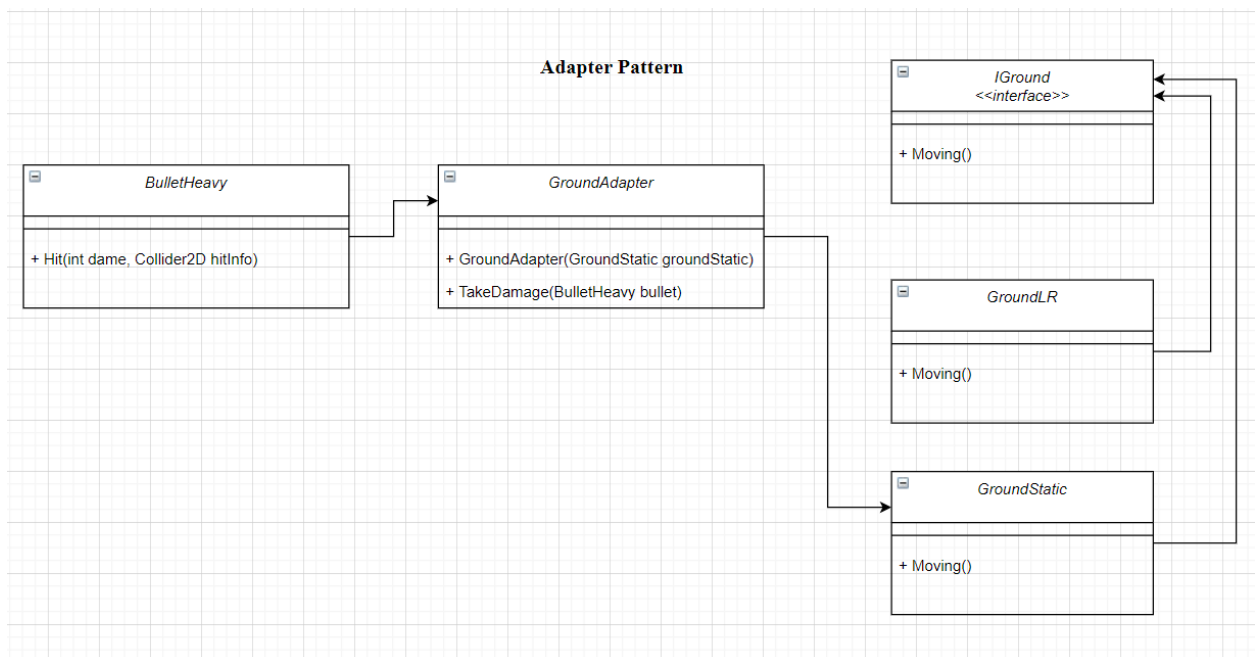 Adapter Pattern
IGround
<<interface>>
+ Moving()
BulletHeavy
+ Hit(int dame, Collider2D hitInfo)
GroundAdapter
+ GroundAdapter(GroundStatic groundStatic)
+ TakeDamage(BulletHeavy bullet)
GroundLR
+ Moving()
GroundStatic
+ Moving()